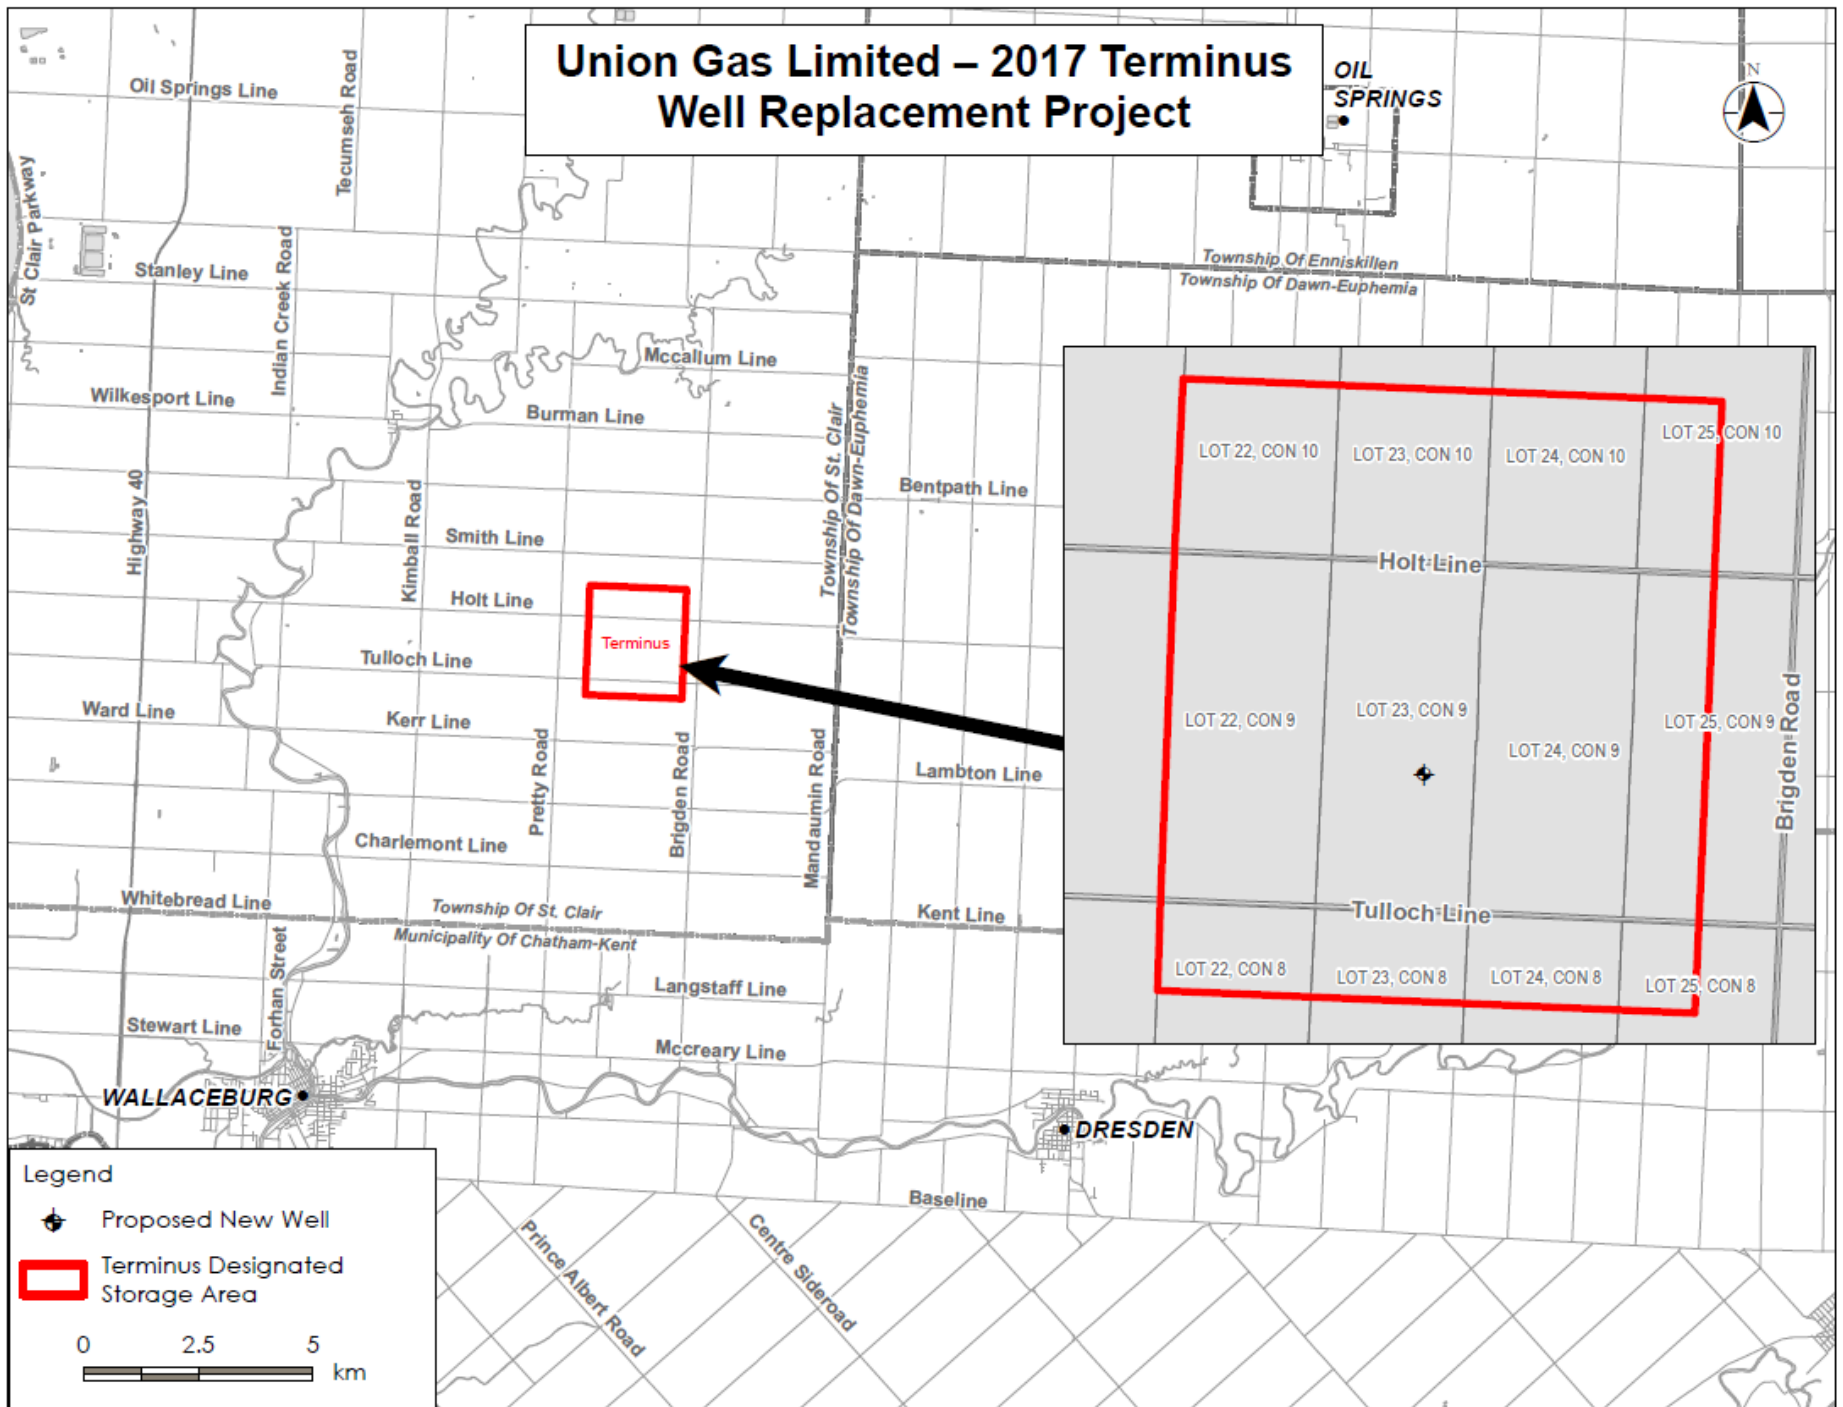 Union Gas Limited – 2017 Terminus
Well Replacement Project
OIL
SPRINGS
N
Oil Springs Line
Tecumseh Road
St Clair Parkway
Stanley Line
Indian Creek Road
Township Of Enniskillen
Township Of Dawn-Euphemia
Mccallum Line
Wilkesport Line
Burman Line
Township Of St. Clair
Township Of Dawn-Euphemia
Highway 40
Kimball Road
Bentpath Line
Smith Line
Holt Line
Terminus
Tulloch Line
Ward Line
Kerr Line
Pretty Road
Brigden Road
Mandaumin Road
Lambton Line
Charlemont Line
Whitebread Line
Township Of St. Clair
Municipality Of Chatham-Kent
Kent Line
Forhan Street
Langstaff Line
Stewart Line
Mccreary Line
WALLACEBURG
DRESDEN
Baseline
Prince Albert Road
Centre Sideroad
LOT 22, CON 10
LOT 23, CON 10
LOT 24, CON 10
LOT 25, CON 10
Holt Line
LOT 22, CON 9
LOT 23, CON 9
LOT 24, CON 9
LOT 25, CON 9
Brigden Road
Tulloch Line
LOT 22, CON 8
LOT 23, CON 8
LOT 24, CON 8
LOT 25, CON 8
Legend
Proposed New Well
Terminus Designated
Storage Area
0 2.5 5
km